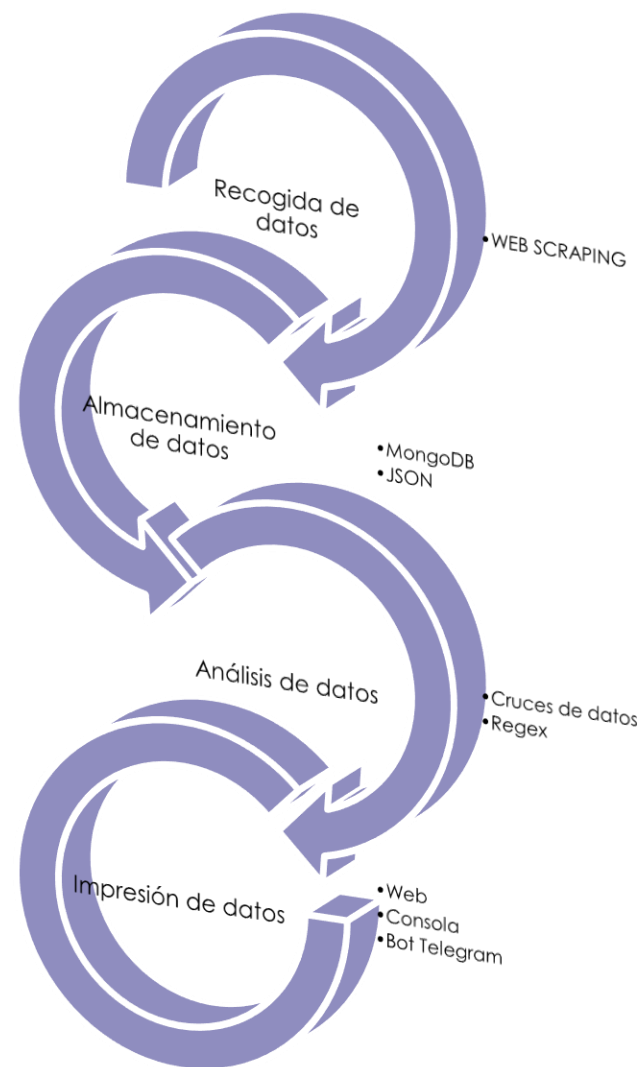 Recogida de
datos
• WEB SCRAPING
Almacenamiento
de datos
• MongoDB
• JSON
Análisis de datos
• Cruces de datos
• Regex
Impresión de datos
• Web
• Consola
• Bot Telegram